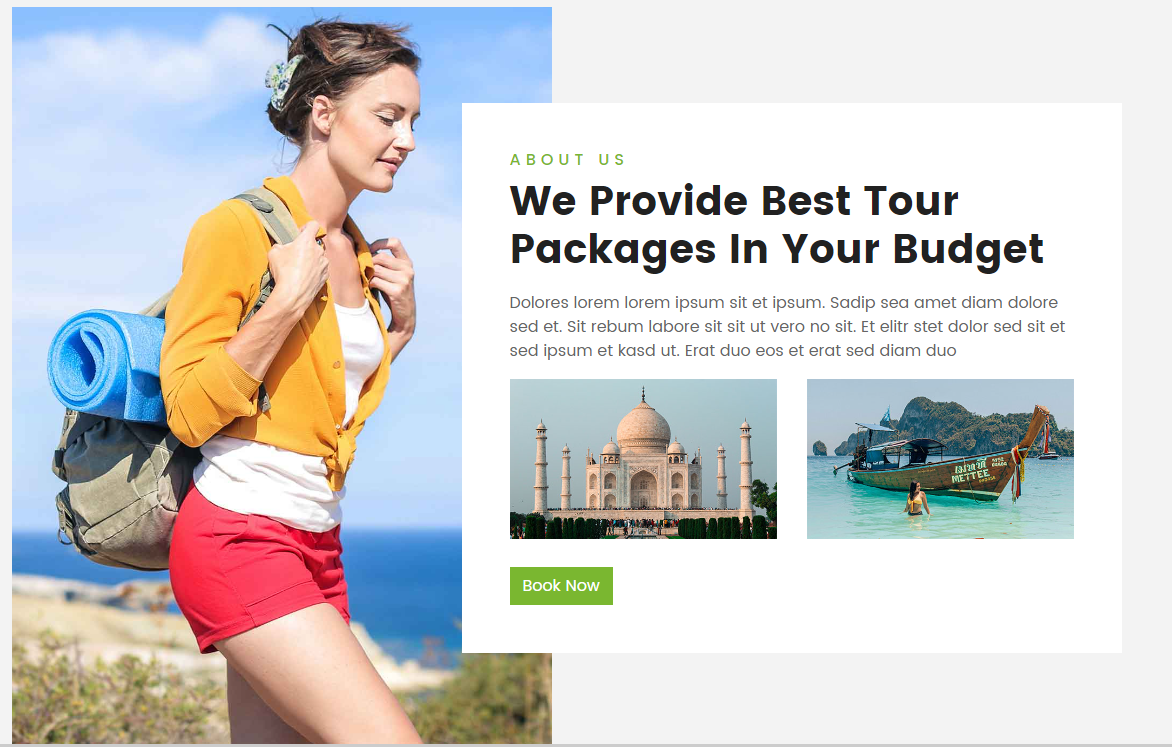 ABOUT US
We Provide Best Tour
Packages In Your Budget
Dolores lorem lorem ipsum sit et ipsum. Sadip sea amet diam dolore
sed et. Sit rebum labore sit sit ut vero no sit. Et elitr stet dolor sed sit et
sed ipsum et kasd ut. Erat duo eos et erat sed diam duo
METTEE
Book Now